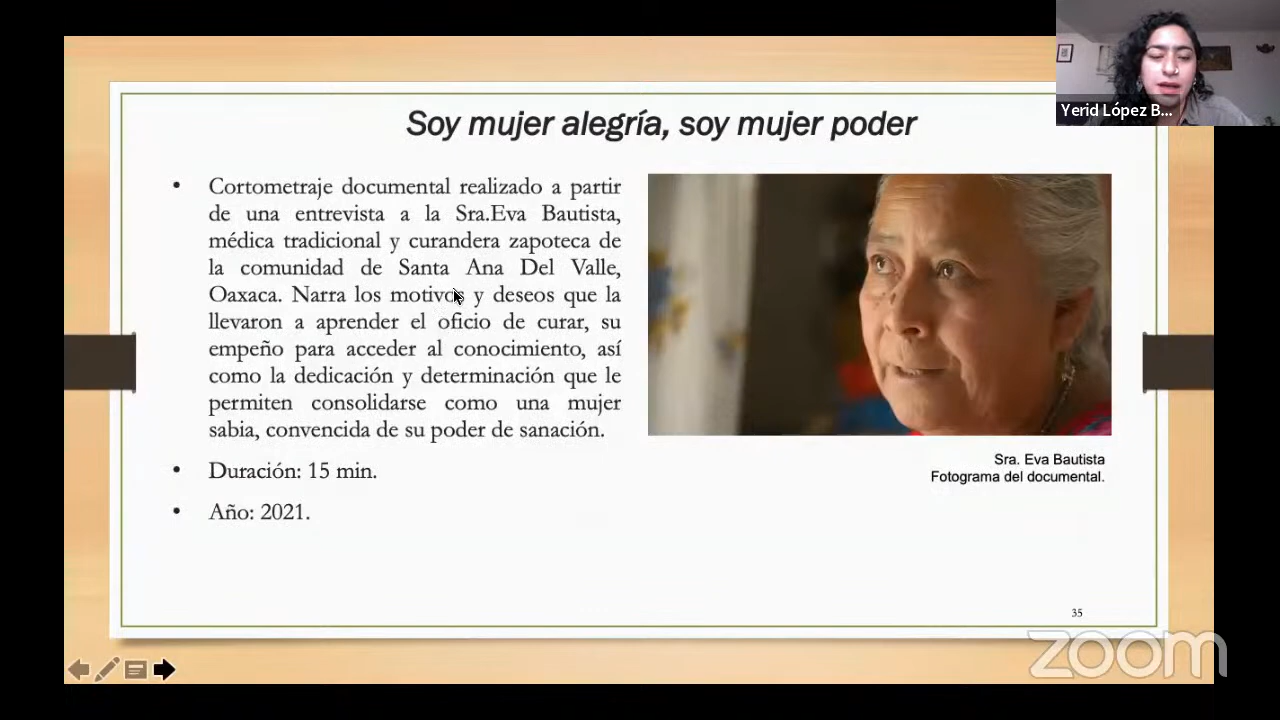 Soy mujer alegría, soy mujer poder
Yerid López B...
• Cortometraje documental realizado a partir
de una entrevista a la Sra.Eva Bautista,
médica tradicional y curandera zapoteca de
la comunidad de Santa Ana Del Valle,
Oaxaca. Narra los motivos y deseos que la
llevaron a aprender el oficio de curar, su
empeño para acceder al conocimiento, así
como la dedicación y determinación que le
permiten consolidarse como una mujer
sabia, convencida de su poder de sanación.
• Duración: 15 min.
• Año: 2021.
Sra. Eva Bautista
Fotograma del documental.
35
zoom